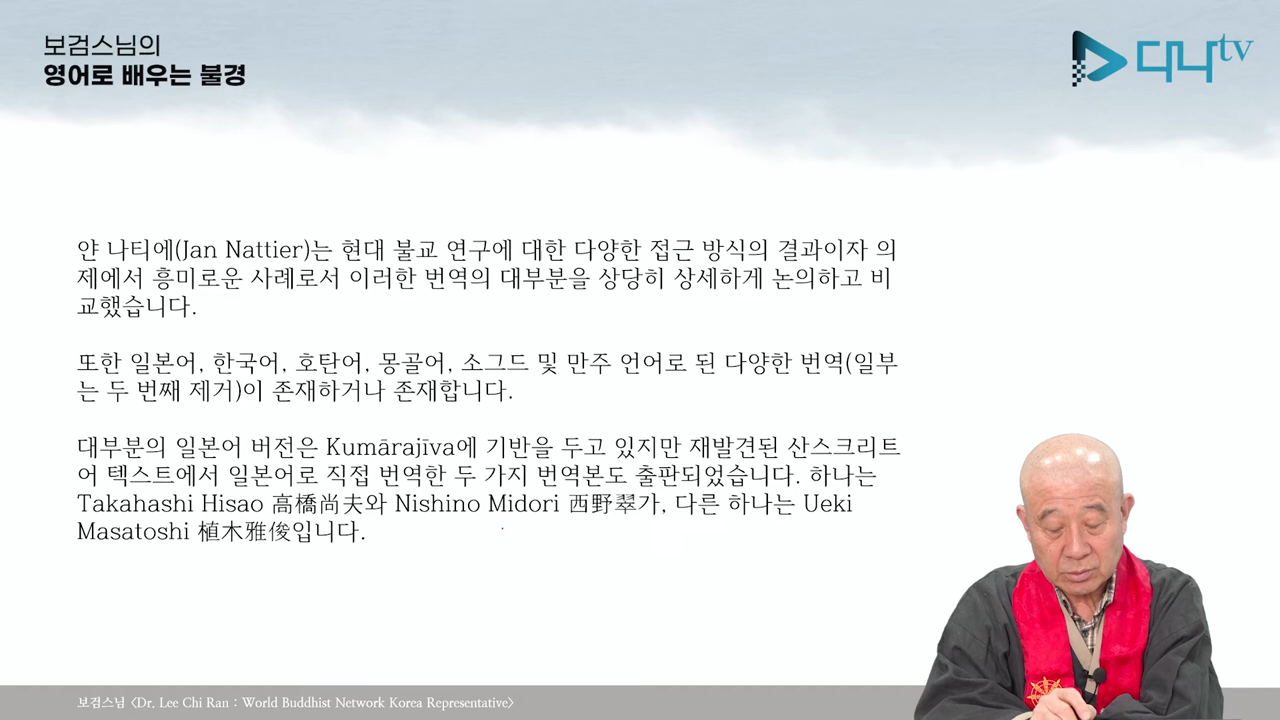 보검스님의
영어로 배우는 불경
디나tv
얀 나티에(Jan Nattier)는 현대 불교 연구에 대한 다양한 접근 방식의 결과이자 의
제에서 흥미로운 사례로서 이러한 번역의 대부분을 상당히 상세하게 논의하고 비
교했습니다.
또한 일본어, 한국어, 호탄어, 몽골어, 소그드 및 만주 언어로 된 다양한 번역(일부
는 두 번째 제거)이 존재하거나 존재합니다.
대부분의 일본어 버전은 Kumārajīva에 기반을 두고 있지만 재발견된 산스크리트
어 텍스트에서 일본어로 직접 번역한 두 가지 번역본도 출판되었습니다. 하나는
Takahashi Hisao 高橋尚夫와 Nishino Midori 西野翠가, 다른 하나는 Ueki
Masatoshi 植木雅俊입니다.
보검스님 <Dr. Lee Chi Ran : World Buddhist Network Korea Representative>